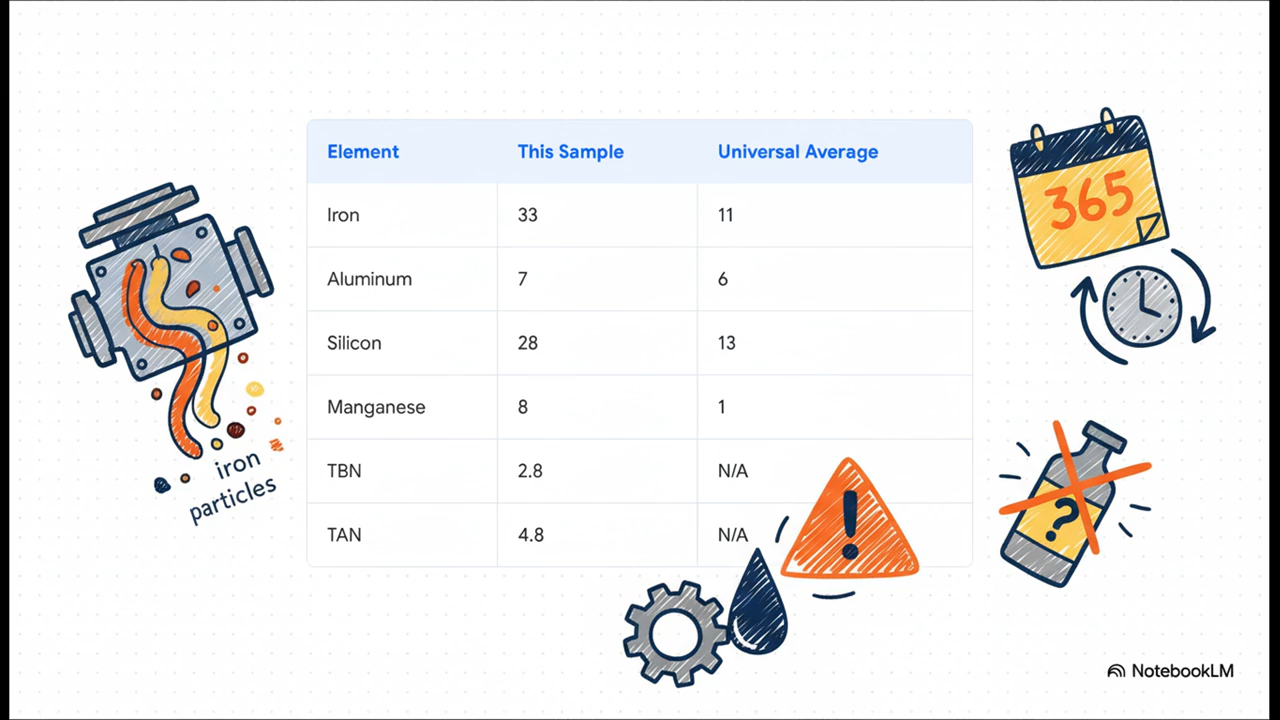 Element This Sample Universal Average
Iron 33 11
Aluminum 7 6
Silicon 28 13
Manganese 8 1
TBN 2.8 N/A
TAN 4.8 N/A
iron
particles
365
?
!
NotebookLM